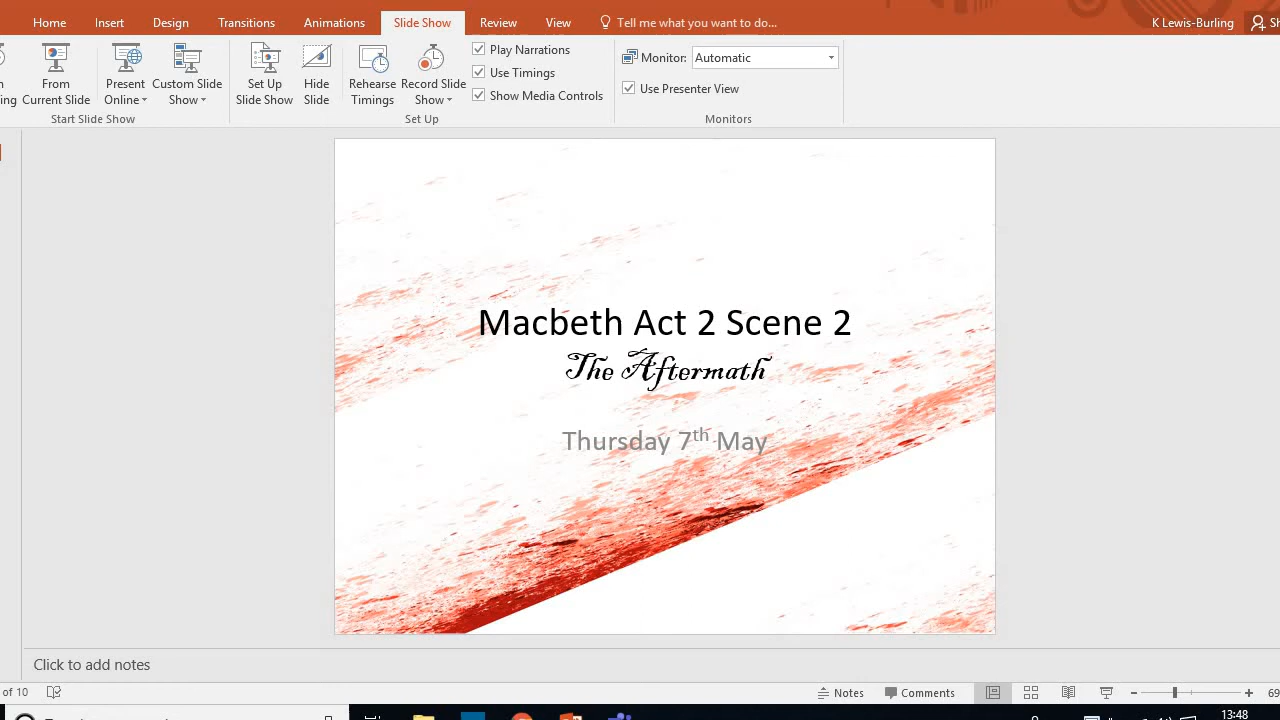 Home Insert Design Transitions Animations Slide Show Review View Tell me what you want to do... K Lewis-Burling
From Current Slide
Present Online
Custom Slide Show
Set Up Slide Show
Hide Slide
Rehearse Timings
Record Slide Show
Play Narrations
Use Timings
Show Media Controls
Monitor: Automatic
Use Presenter View
Start Slide Show Set Up Monitors
Macbeth Act 2 Scene 2
The Aftermath
Thursday 7th May
Click to add notes
of 10 Notes Comments 69
13:48